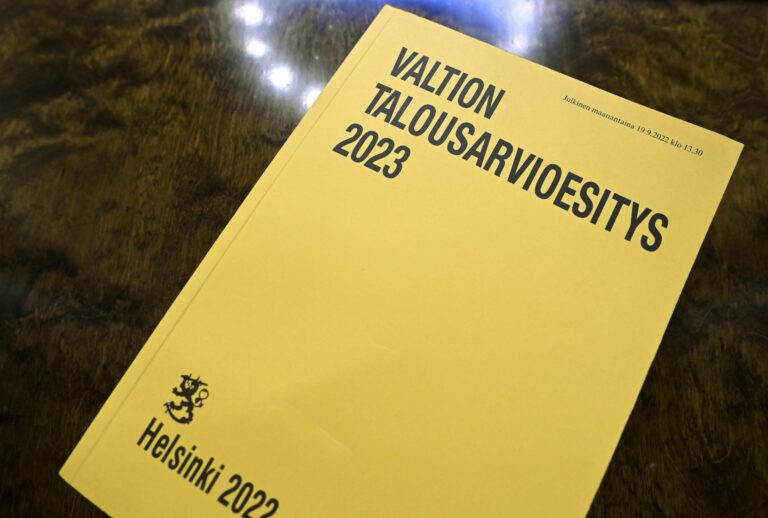 Julkinen maanantaina 19.9.2022 klo 13.30
VALTION
TALOUSARVIOESITYS
2023
Helsinki 2022